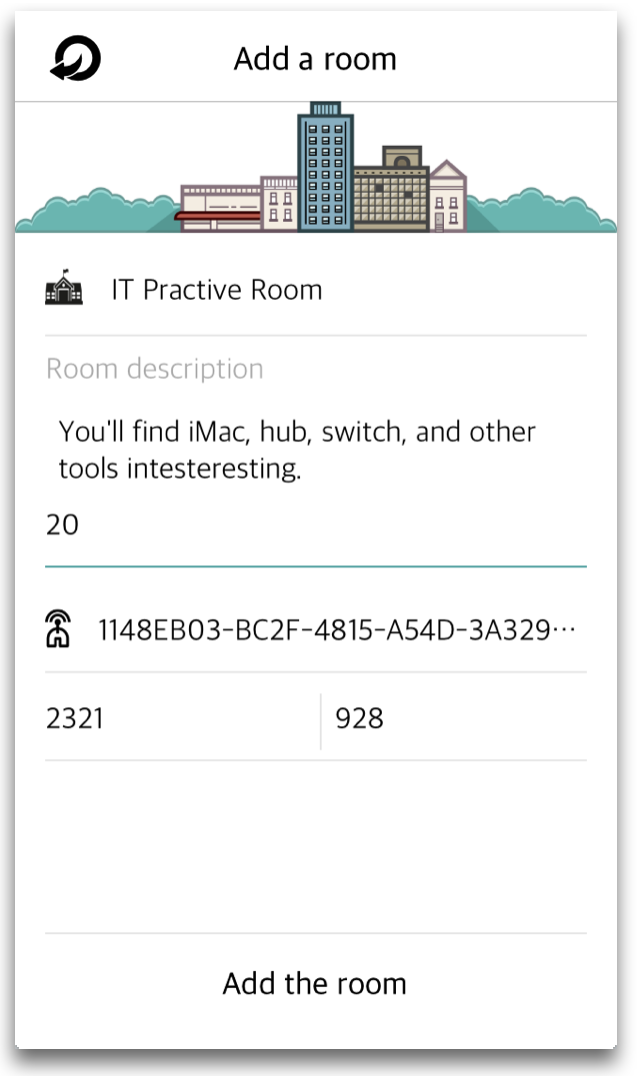 Add a room
IT Practive Room
Room description
You'll find iMac, hub, switch, and other
tools intesteresting.
20
1148EB03-BC2F-4815-A54D-3A329···
2321
928
Add the room